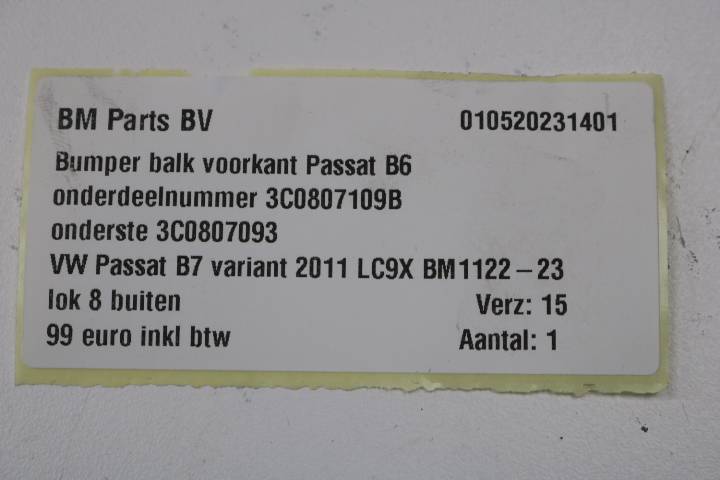 BM Parts BV 010520231401
Bumper balk voorkant Passat B6
onderdeelnummer 3C0807109B
onderste 3C0807093
VW Passat B7 variant 2011 LC9X BM1122-23
lok 8 buiten Verz: 15
99 euro inkl btw Aantal: 1